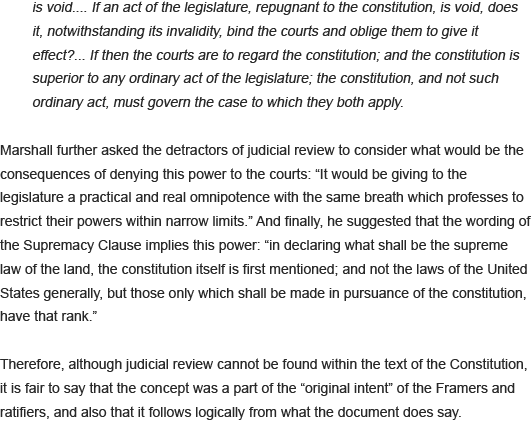 is void.... If an act of the legislature, repugnant to the constitution, is void, does
it, notwithstanding its invalidity, bind the courts and oblige them to give it
effect?... If then the courts are to regard the constitution; and the constitution is
superior to any ordinary act of the legislature; the constitution, and not such
ordinary act, must govern the case to which they both apply.
Marshall further asked the detractors of judicial review to consider what would be the
consequences of denying this power to the courts: “It would be giving to the
legislature a practical and real omnipotence with the same breath which professes to
restrict their powers within narrow limits.” And finally, he suggested that the wording of
the Supremacy Clause implies this power: “in declaring what shall be the supreme
law of the land, the constitution itself is first mentioned; and not the laws of the United
States generally, but those only which shall be made in pursuance of the constitution,
have that rank.”
Therefore, although judicial review cannot be found within the text of the Constitution,
it is fair to say that the concept was a part of the “original intent” of the Framers and
ratifiers, and also that it follows logically from what the document does say.